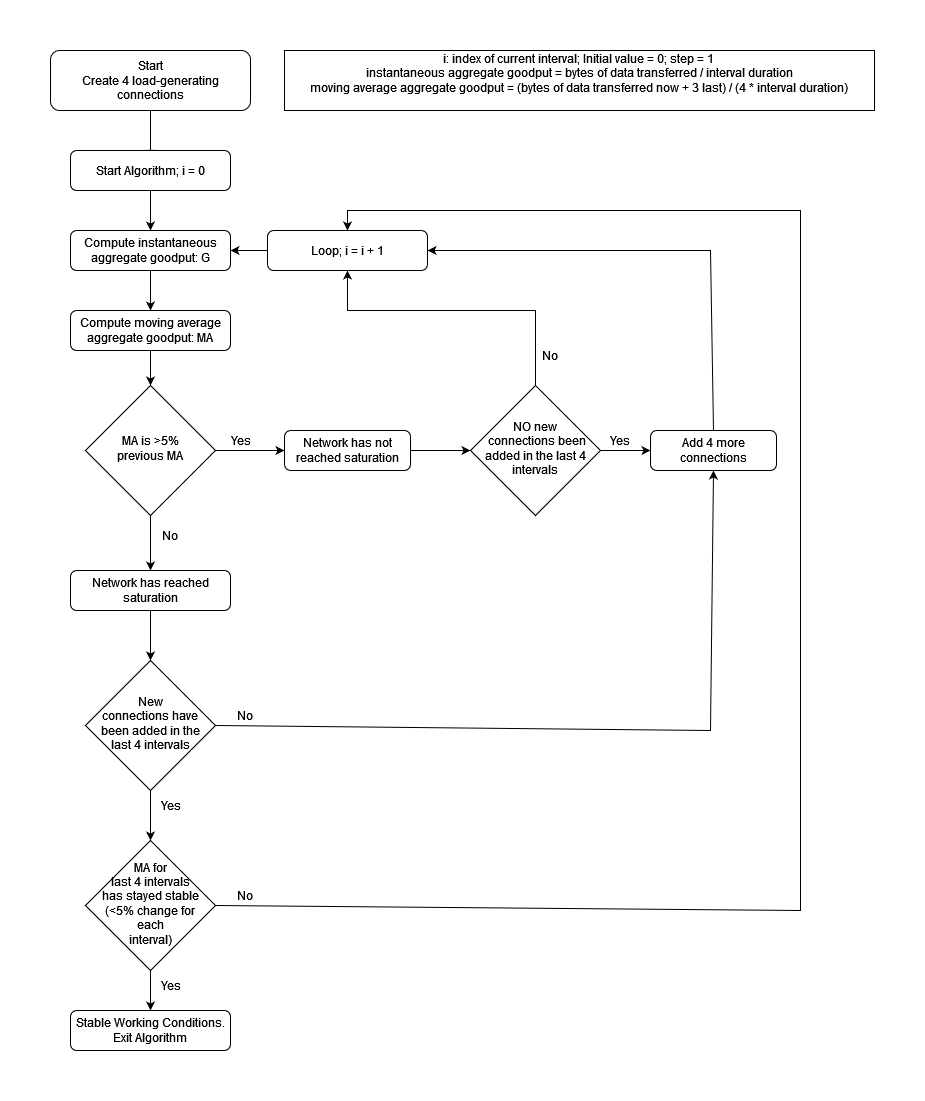 Start
Create 4 load-generating
connections
i: index of current interval; Initial value = 0; step = 1
instantaneous aggregate goodput = bytes of data transferred / interval duration
moving average aggregate goodput = (bytes of data transferred now + 3 last) / (4 * interval duration)
Start Algorithm; i = 0
Compute instantaneous
aggregate goodput: G
Loop; i = i + 1
Compute moving average
aggregate goodput: MA
No
MA is >5%
previous MA
Yes
Network has not
reached saturation
NO new
connections been
added in the last 4
intervals
Yes
Add 4 more
connections
No
Network has reached
saturation
New
connections have
been added in the
last 4 intervals
No
Yes
MA for
last 4 intervals
has stayed stable
(<5% change for
each
interval)
No
Yes
Stable Working Conditions.
Exit Algorithm